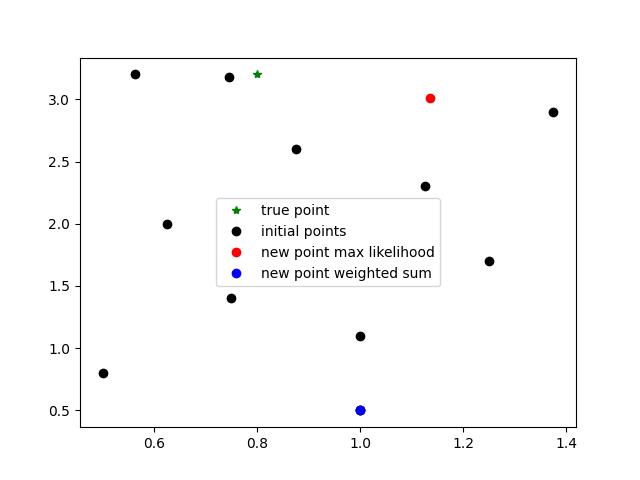 3.0
2.5
2.0
1.5
1.0
0.5
true point
initial points
new point max likelihood
new point weighted sum
0.6 0.8 1.0 1.2 1.4